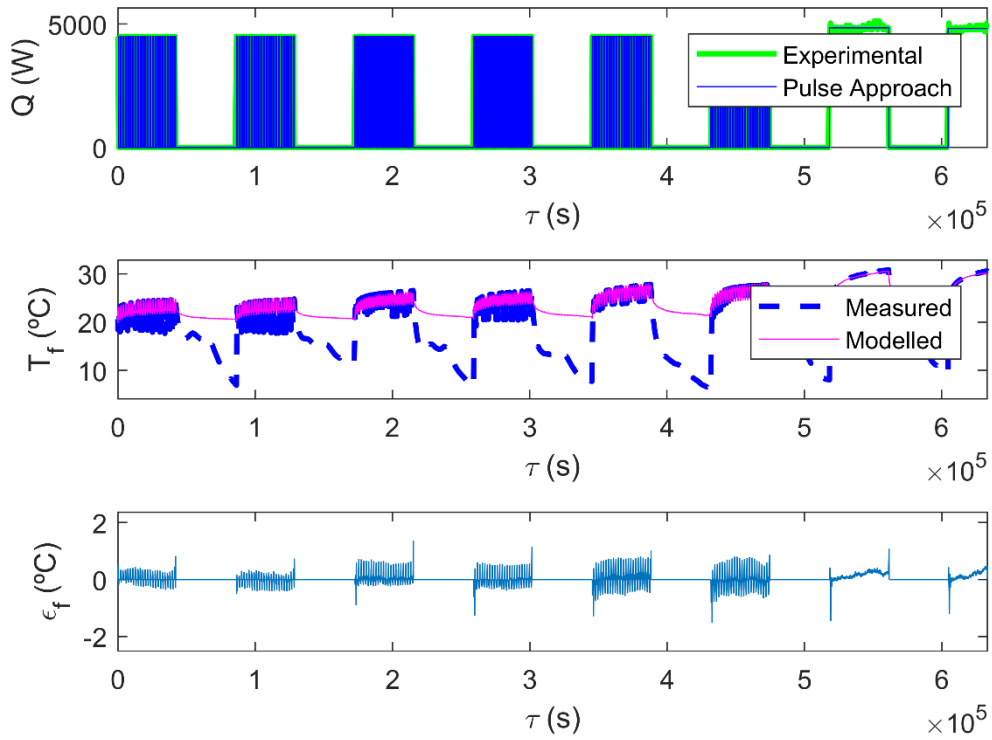 5000
0
Q (W)
Experimental
Pulse Approach
0 1 2 3 4 5 6
τ (s)
×10⁵
30
20
10
T_f (ºC)
Measured
Modelled
0 1 2 3 4 5 6
τ (s)
×10⁵
2
0
-2
ϵ_f (ºC)
0 1 2 3 4 5 6
τ (s)
×10⁵